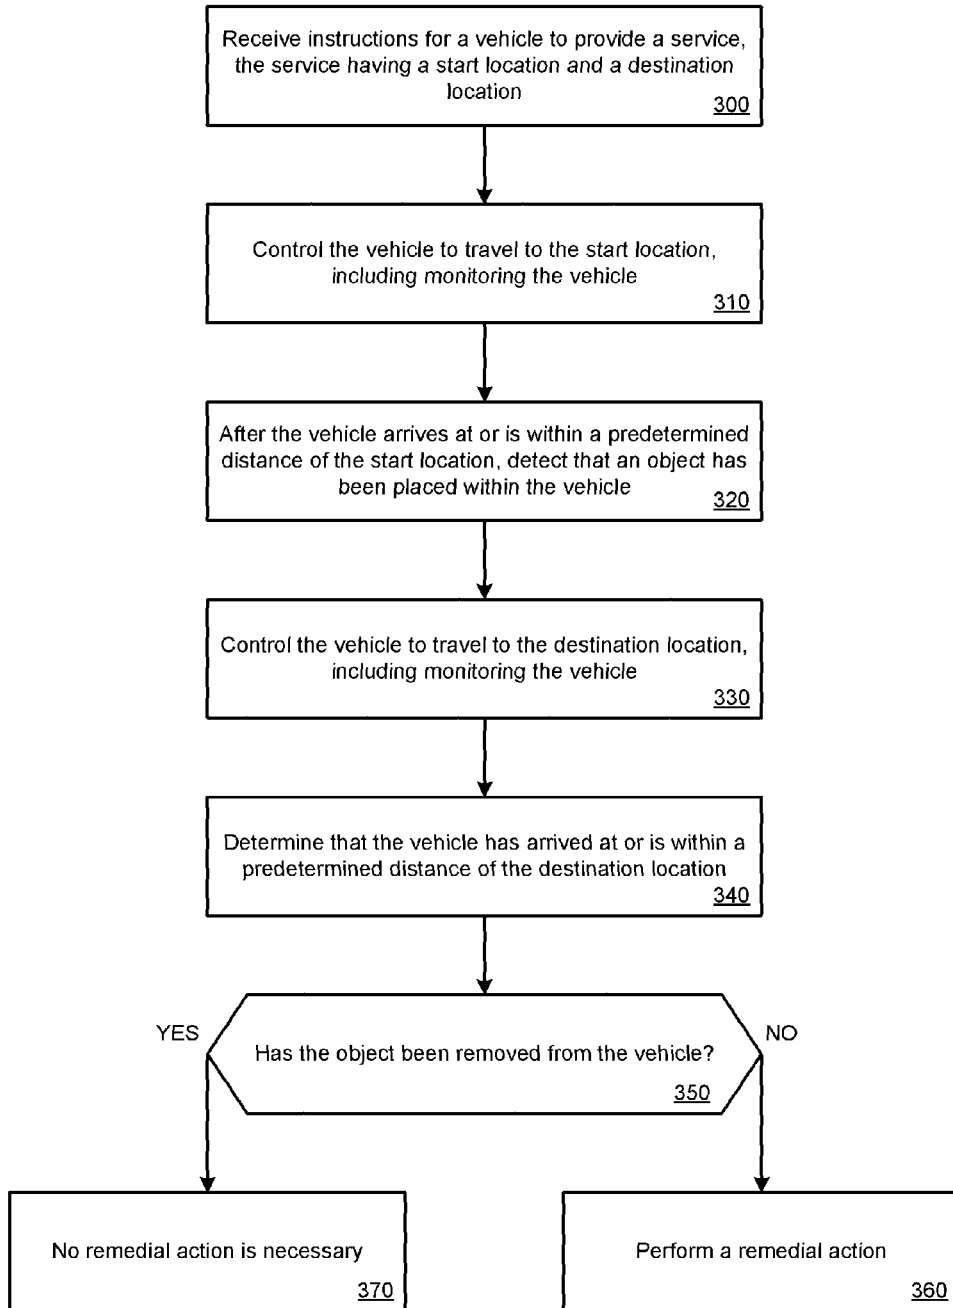 Receive instructions for a vehicle to provide a service,
the service having a start location and a destination
location
300
Control the vehicle to travel to the start location,
including monitoring the vehicle
310
After the vehicle arrives at or is within a predetermined
distance of the start location, detect that an object has
been placed within the vehicle
320
Control the vehicle to travel to the destination location,
including monitoring the vehicle
330
Determine that the vehicle has arrived at or is within a
predetermined distance of the destination location
340
YES
NO
Has the object been removed from the vehicle?
350
No remedial action is necessary
370
Perform a remedial action
360